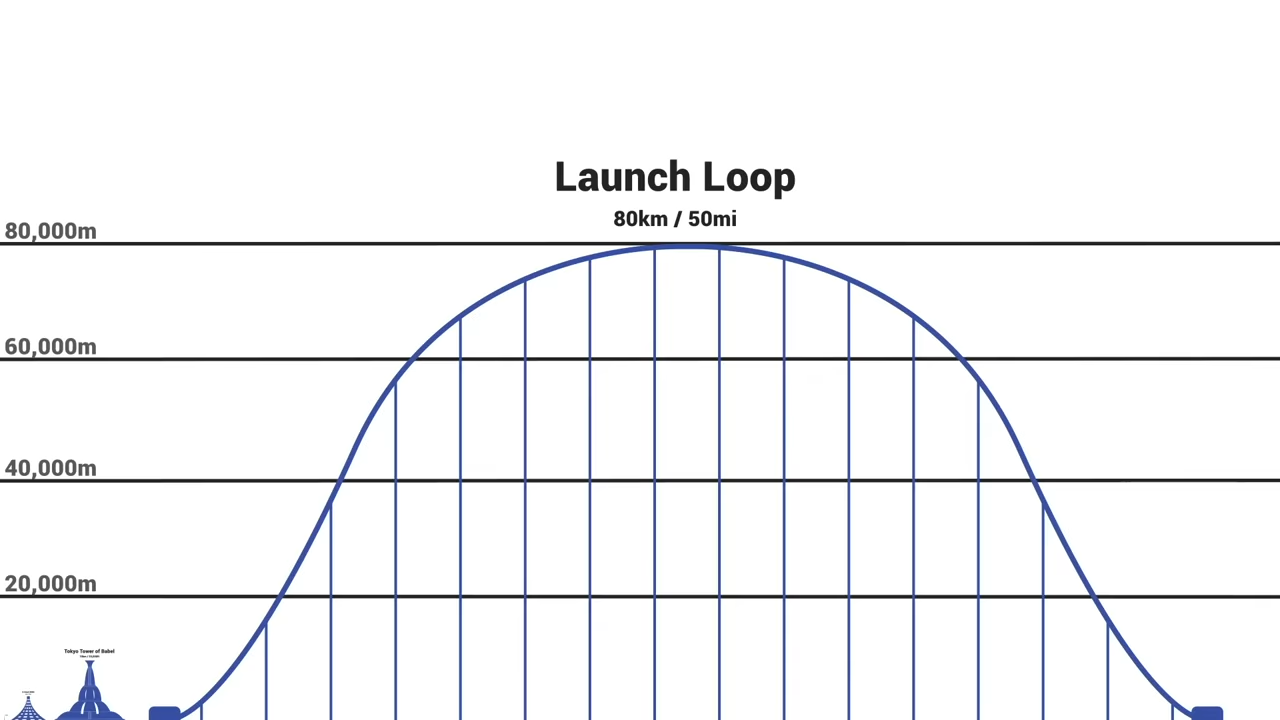 Launch Loop
80km / 50mi
80,000m
60,000m
40,000m
20,000m
Tokyo Tower of Babel